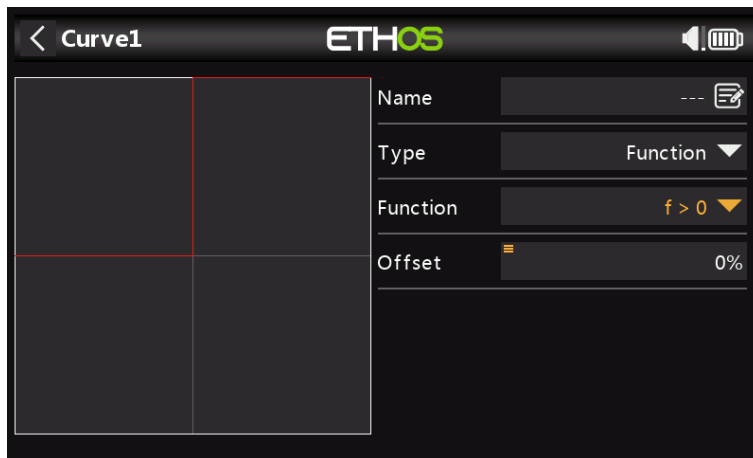 Curve1 ETHOS
Name ---
Type Function
Function f > 0
Offset 0%